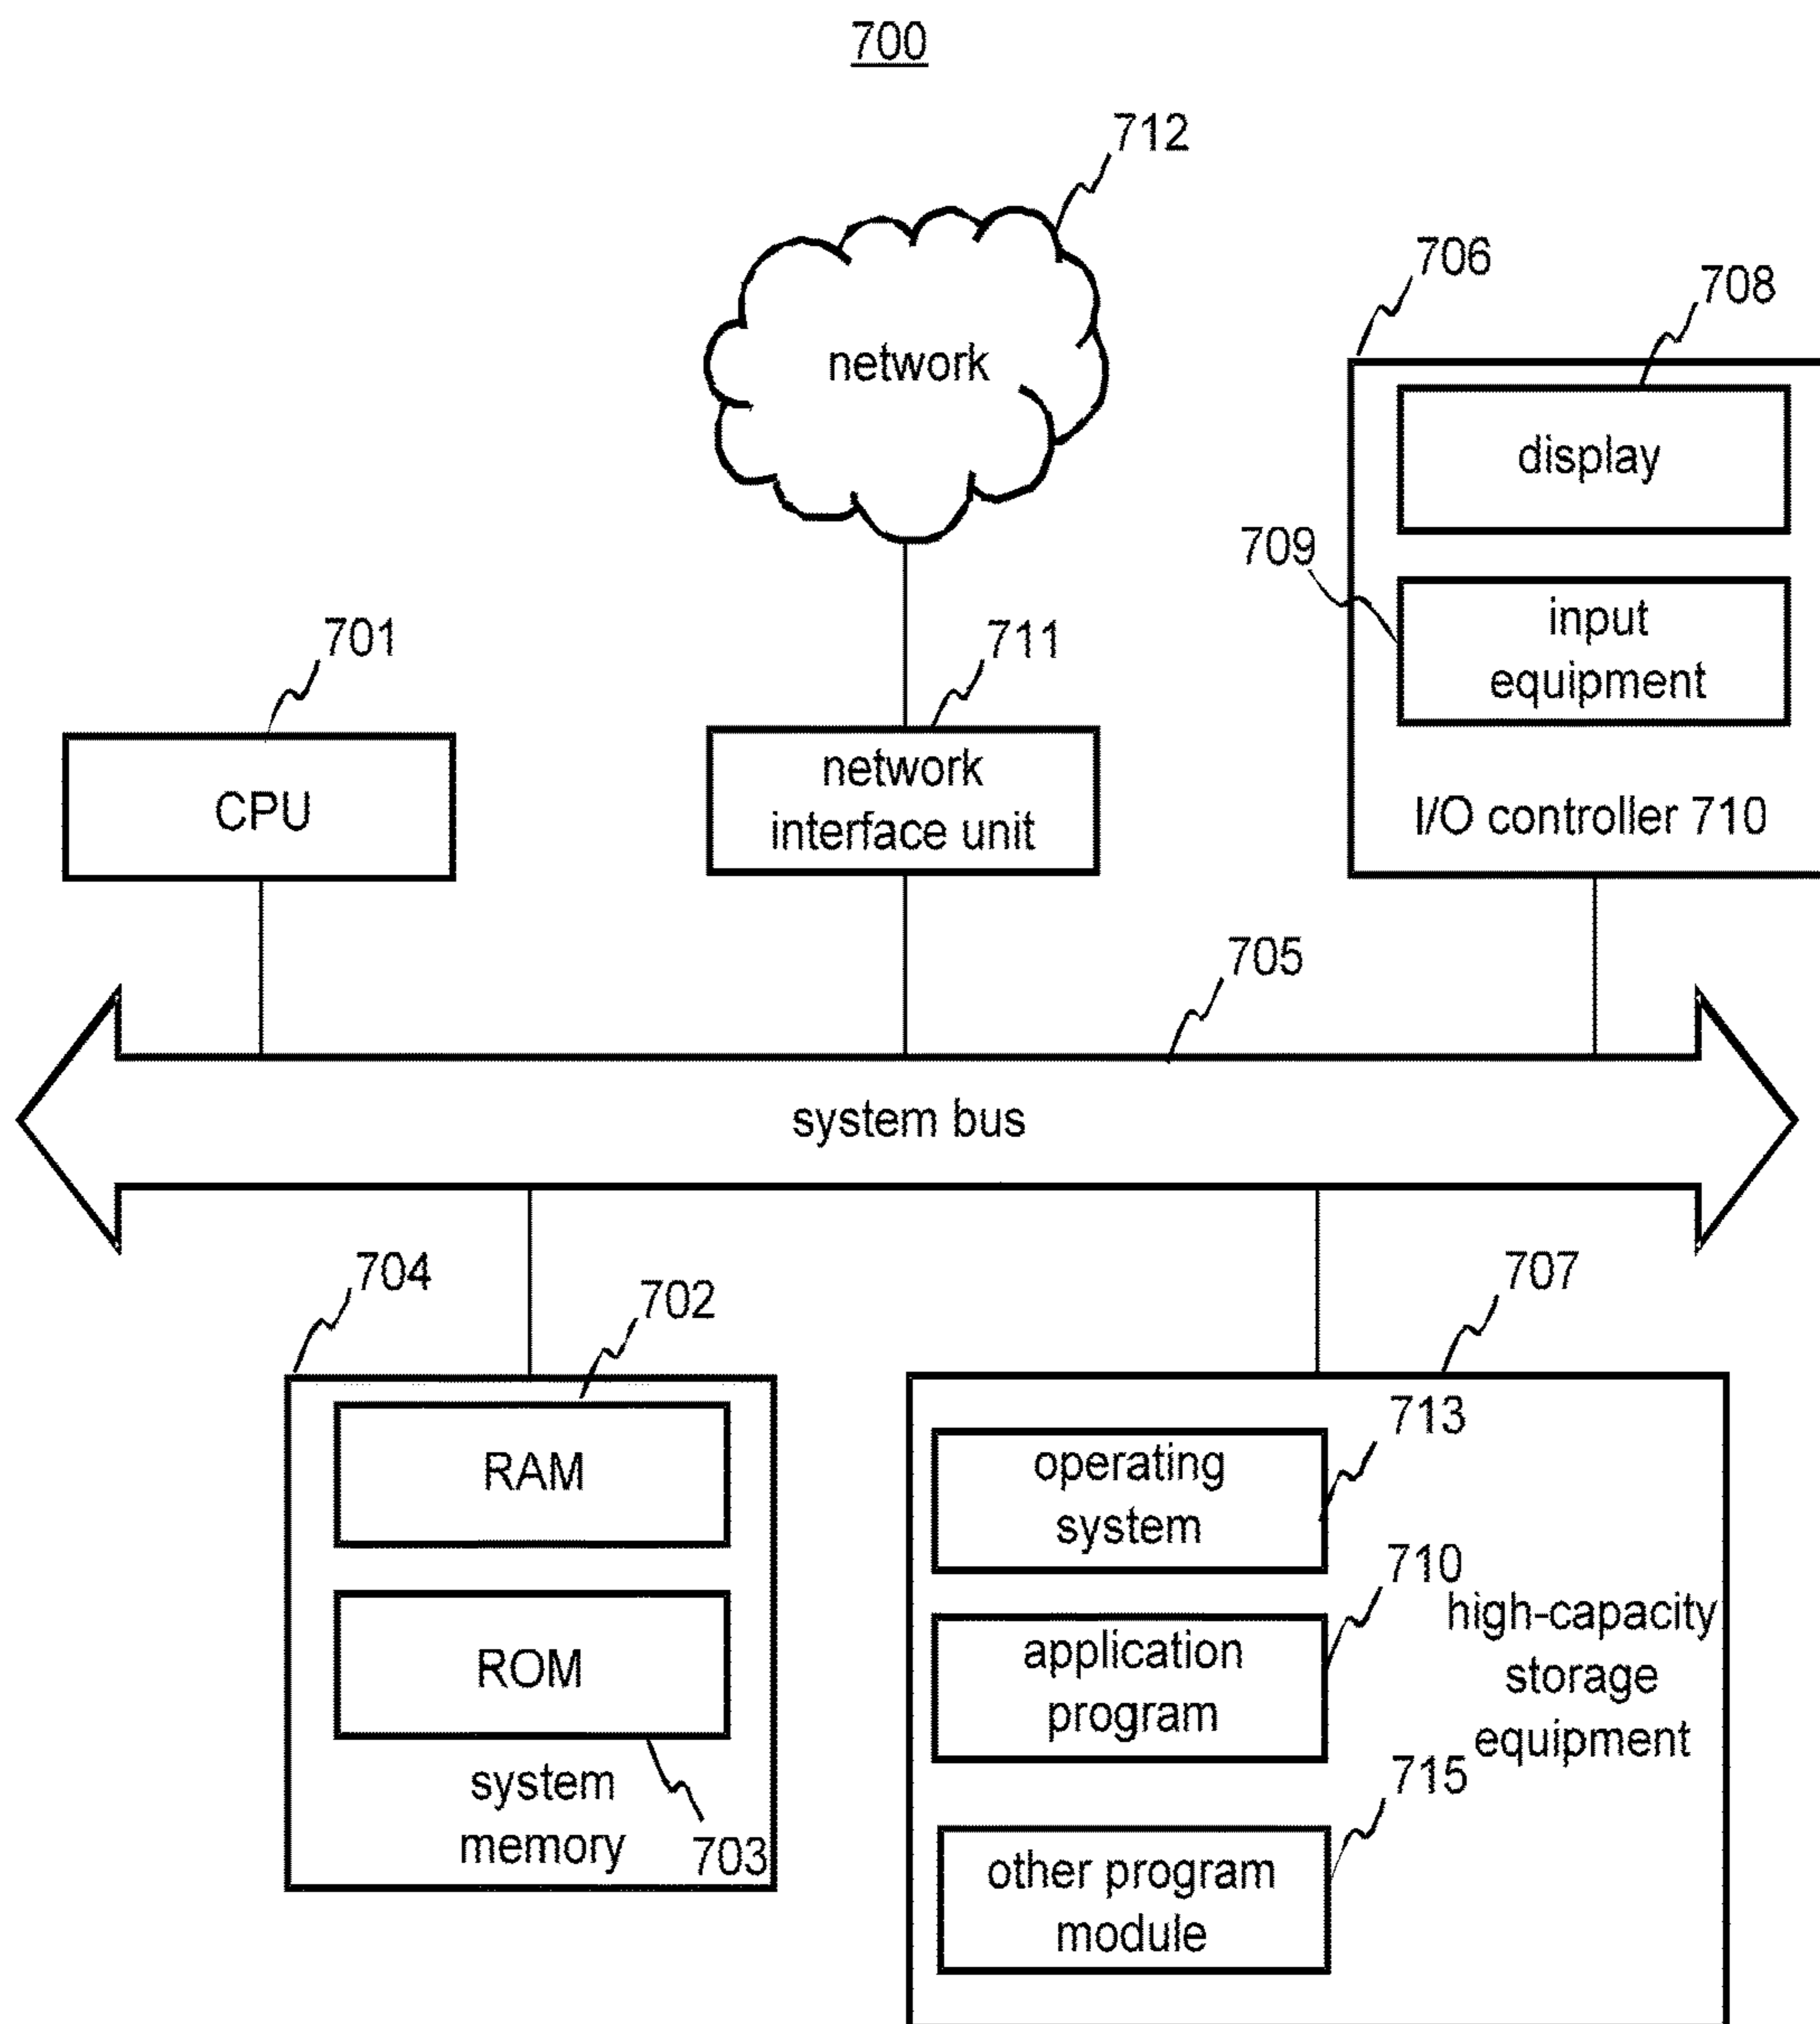 700
712
network
706
708
display
709
input
equipment
I/O controller 710
701
CPU
711
network
interface unit
705
system bus
704
702
RAM
ROM
system
memory
703
707
713
operating
system
710
application
program
high-capacity
storage
equipment
715
other program
module